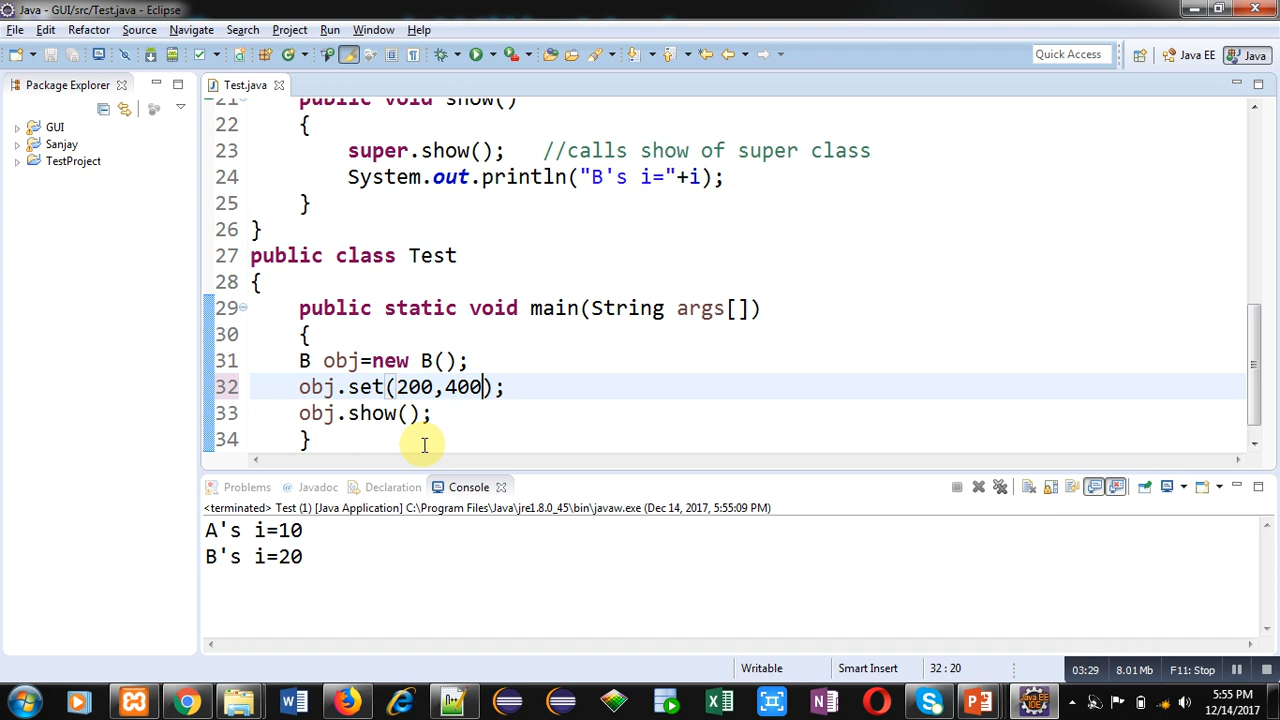 Java - GUI/src/Test.java - Eclipse
File Edit Refactor Source Navigate Search Project Run Window Help
Quick Access
Java EE
Java
Package Explorer
GUI
Sanjay
TestProject
Test.java
21 public void show()
22 {
23 super.show(); //calls show of super class
24 System.out.println("B's i="+i);
25 }
26 }
27 public class Test
28 {
29 public static void main(String args[])
30 {
31 B obj=new B();
32 obj.set(200,400);
33 obj.show();
34 }
Problems Javadoc Declaration Console
<terminated> Test (1) [Java Application] C:\Program Files\Java\jre1.8.0_45\bin\javaw.exe (Dec 14, 2017, 5:55:09 PM)
A's i=10
B's i=20
Writable Smart Insert 32 : 20 03:29 8.01 Mb F11: Stop
5:55 PM
12/14/2017